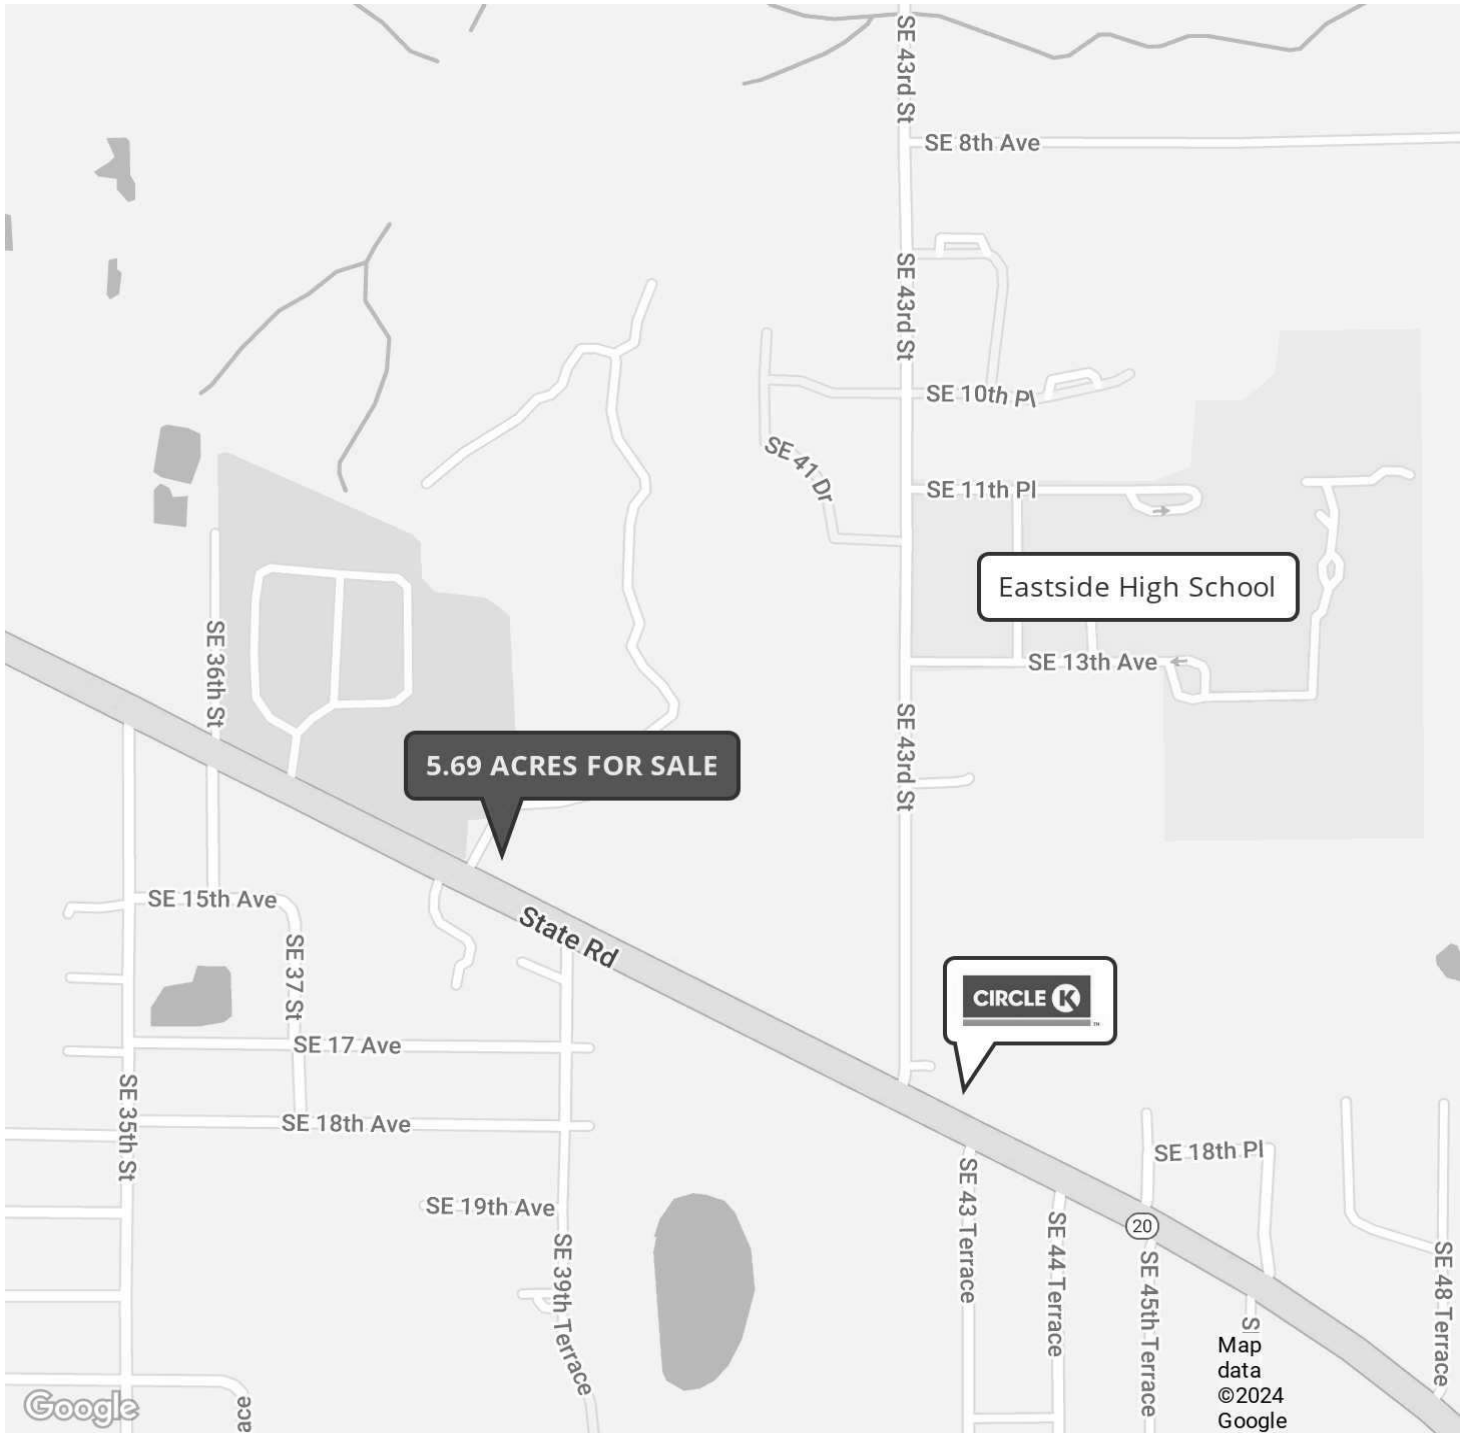 SE 43rd St
SE 8th Ave
SE 43rd St
SE 10th Pl
SE 41 Dr
SE 11th Pl
Eastside High School
SE 36th St
SE 13th Ave
SE 43rd St
5.69 ACRES FOR SALE
SE 15th Ave
State Rd
SE 37 St
CIRCLE K
TM
SE 17 Ave
SE 35th St
SE 18th Ave
SE 18th Pl
SE 19th Ave
SE 43 Terrace
SE 44 Terrace
20
SE 39th Terrace
SE 45th Terrace
SE 48 Terrace
S
Map
data
©2024
Google
Google
ace